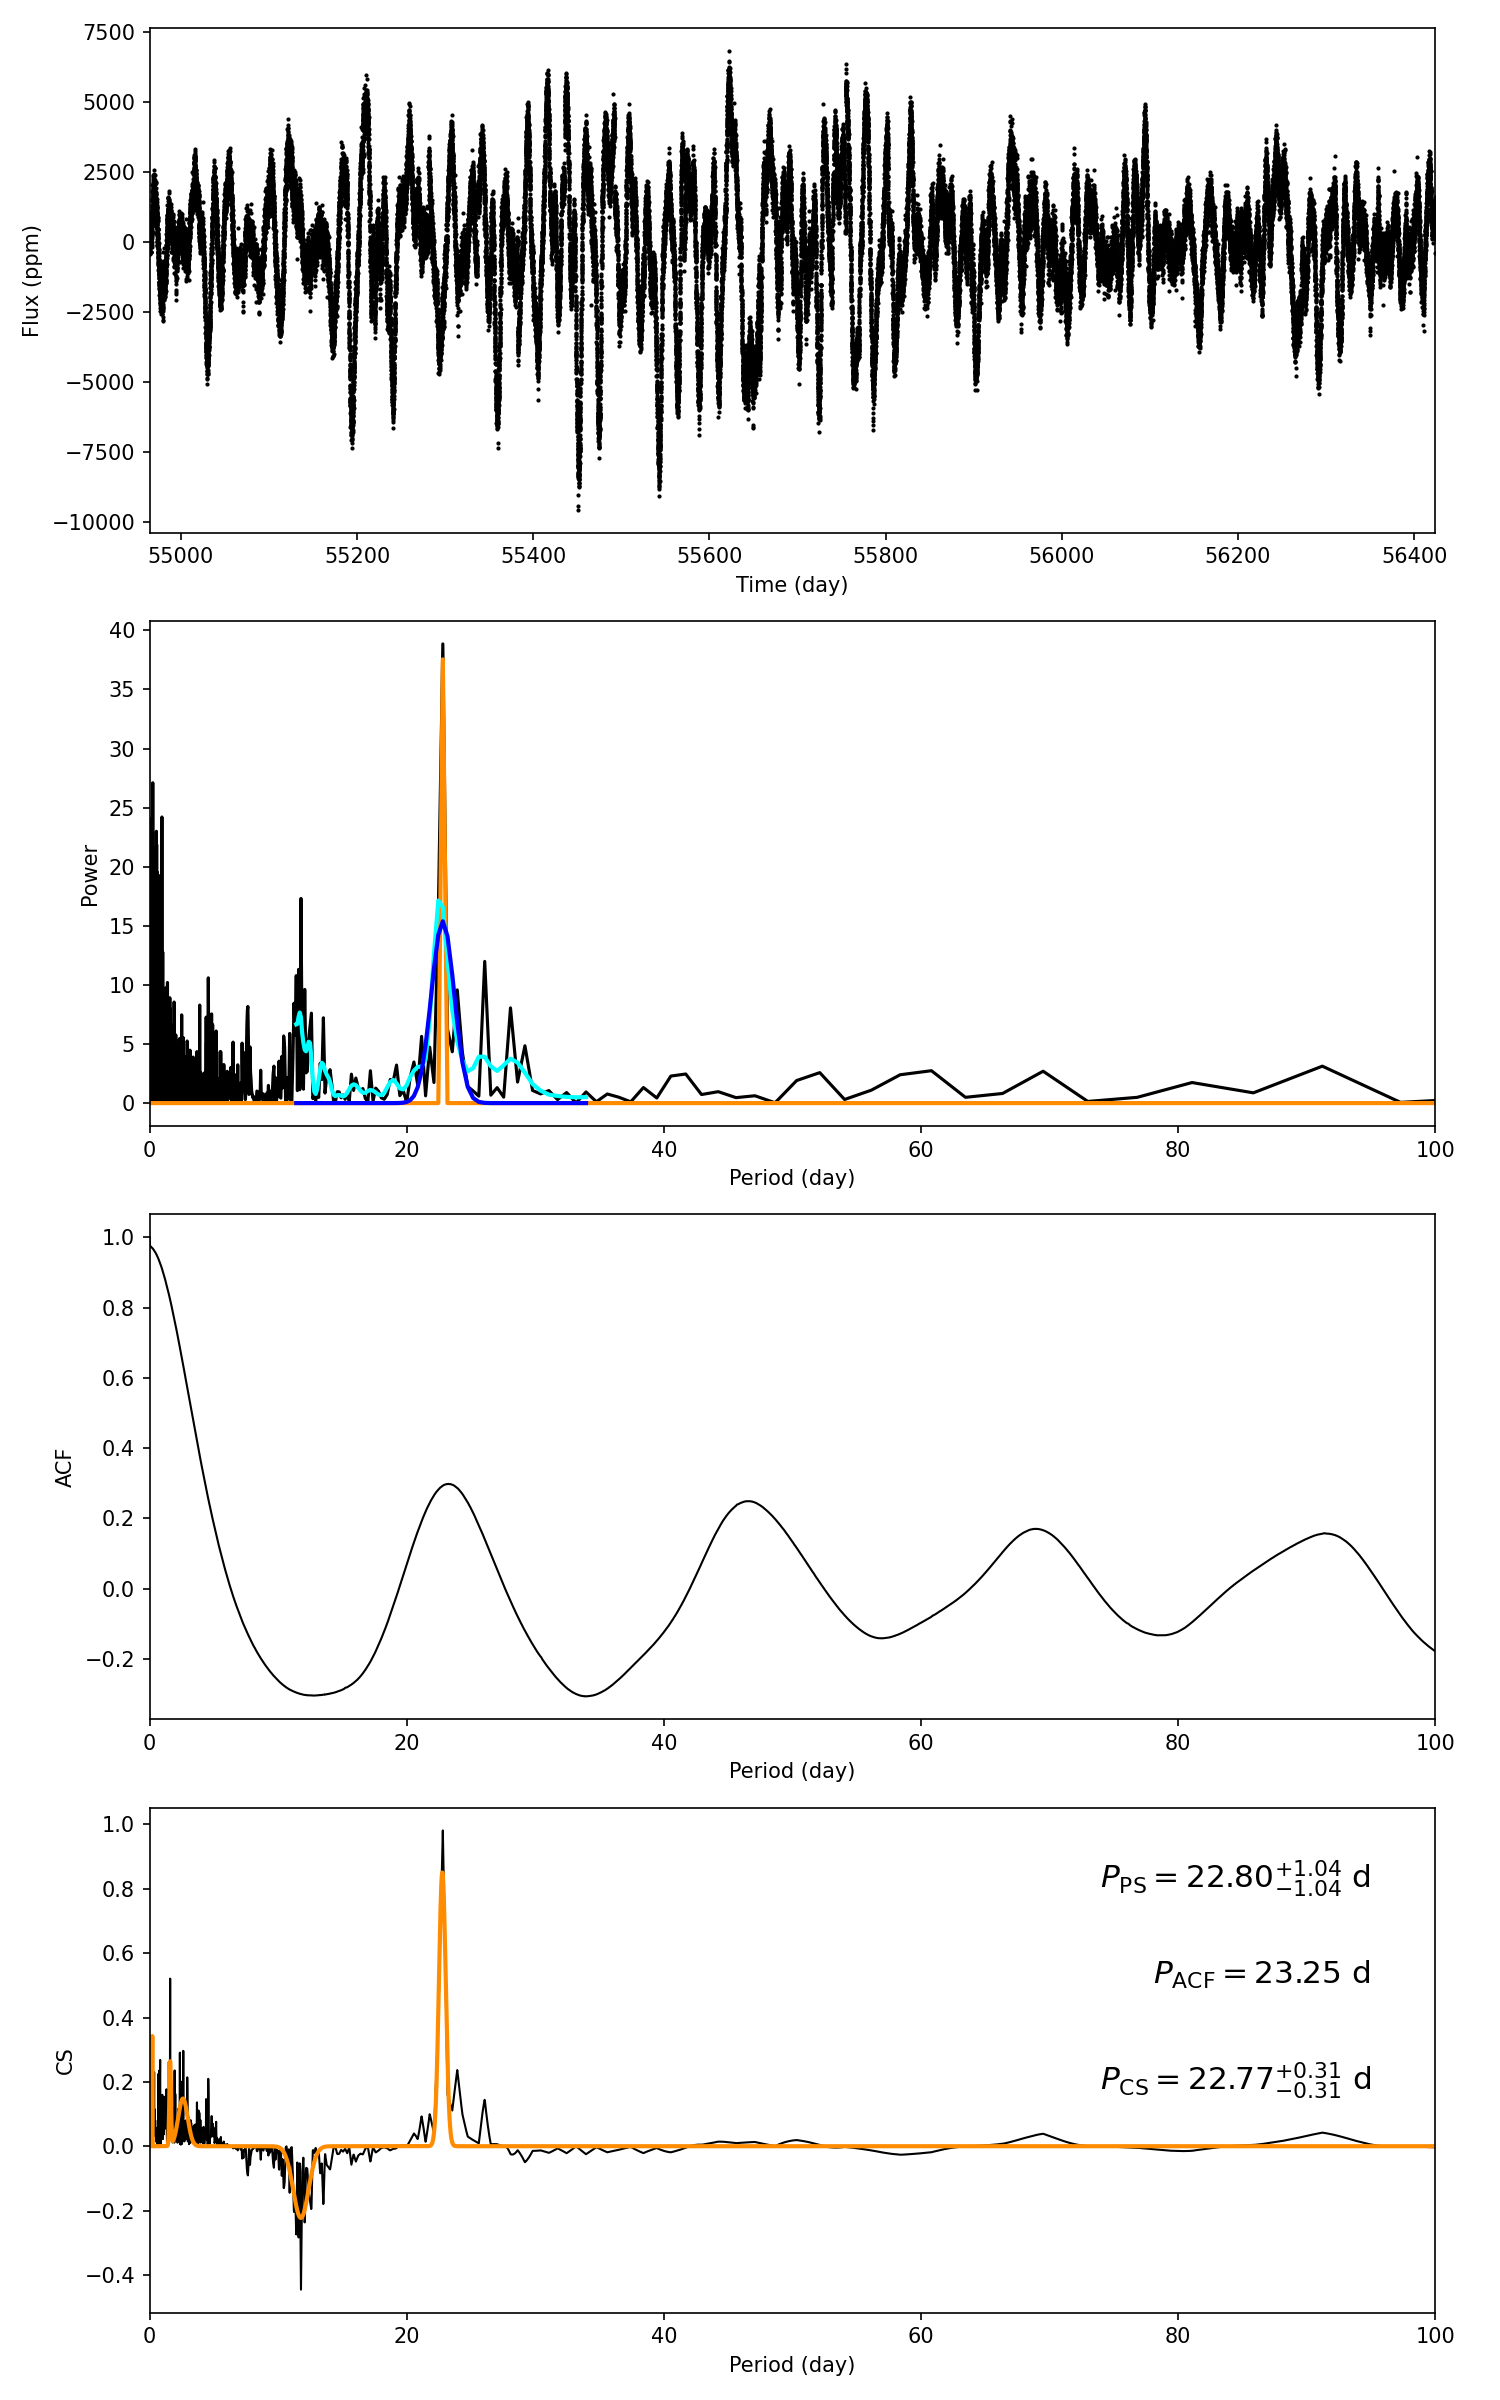 7500
5000
2500
0
−2500
−5000
−7500
−10000
Flux (ppm)
55000 55200 55400 55600 55800 56000 56200 56400
Time (day)
40
35
30
25
20
15
10
5
0
Power
0 20 40 60 80 100
Period (day)
1.0
0.8
0.6
0.4
0.2
0.0
−0.2
ACF
0 20 40 60 80 100
Period (day)
1.0
0.8
0.6
0.4
0.2
0.0
−0.2
−0.4
CS
P_PS = 22.80^{+1.04}_{−1.04} d
P_ACF = 23.25 d
P_CS = 22.77^{+0.31}_{−0.31} d
0 20 40 60 80 100
Period (day)